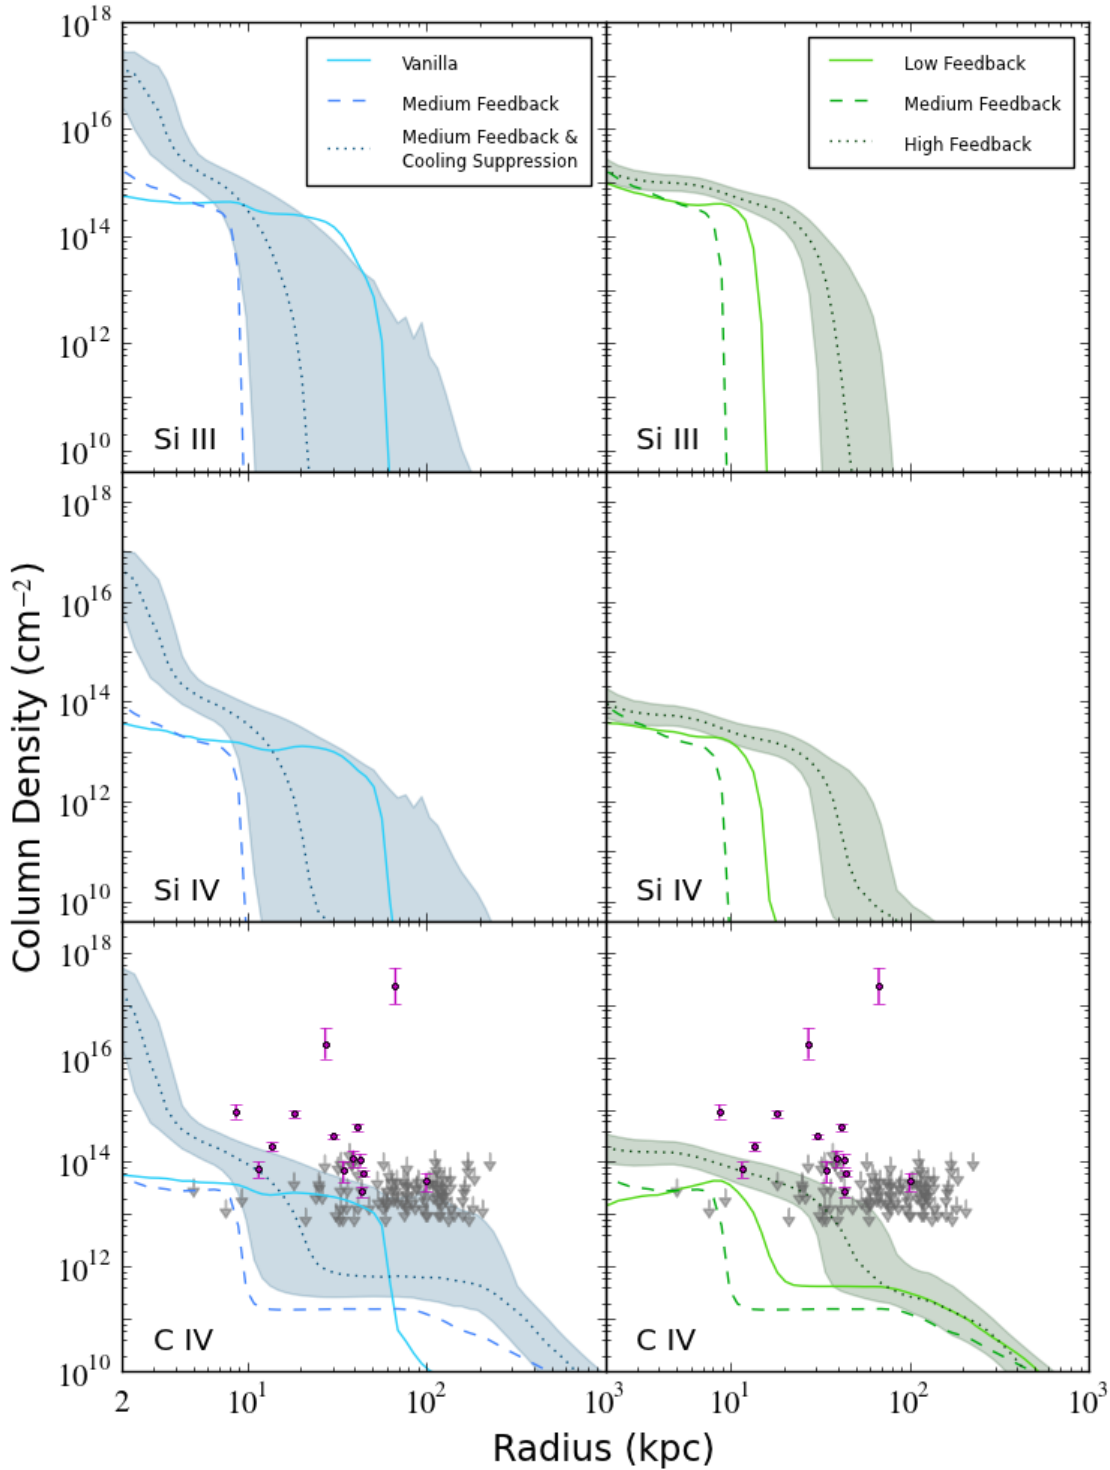 10^18
10^16
10^14
10^12
10^10
Vanilla
Medium Feedback
Medium Feedback &
Cooling Suppression
Si III
Low Feedback
Medium Feedback
High Feedback
Si III
10^18
10^16
10^14
10^12
10^10
Si IV
Si IV
Column Density (cm^−2)
10^18
10^16
10^14
10^12
10^10
C IV
C IV
2
10^1
10^2
10^3
10^1
10^2
10^3
Radius (kpc)